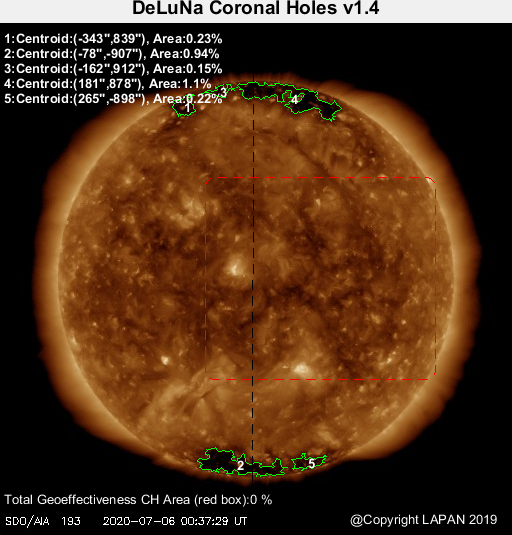 DeLuNa Coronal Holes v1.4
1:Centroid:(-343",839"), Area:0.23%
2:Centroid:(-78",-907"), Area:0.94%
3:Centroid:(-162",912"), Area:0.15%
4:Centroid:(181",878"), Area:1.1%
5:Centroid:(265",-898"), Area:0.22%
3
4
1
2
5
Total Geoeffectiveness CH Area (red box):0 %
SDO/AIA 193 2020-07-06 00:37:29 UT
@Copyright LAPAN 2019